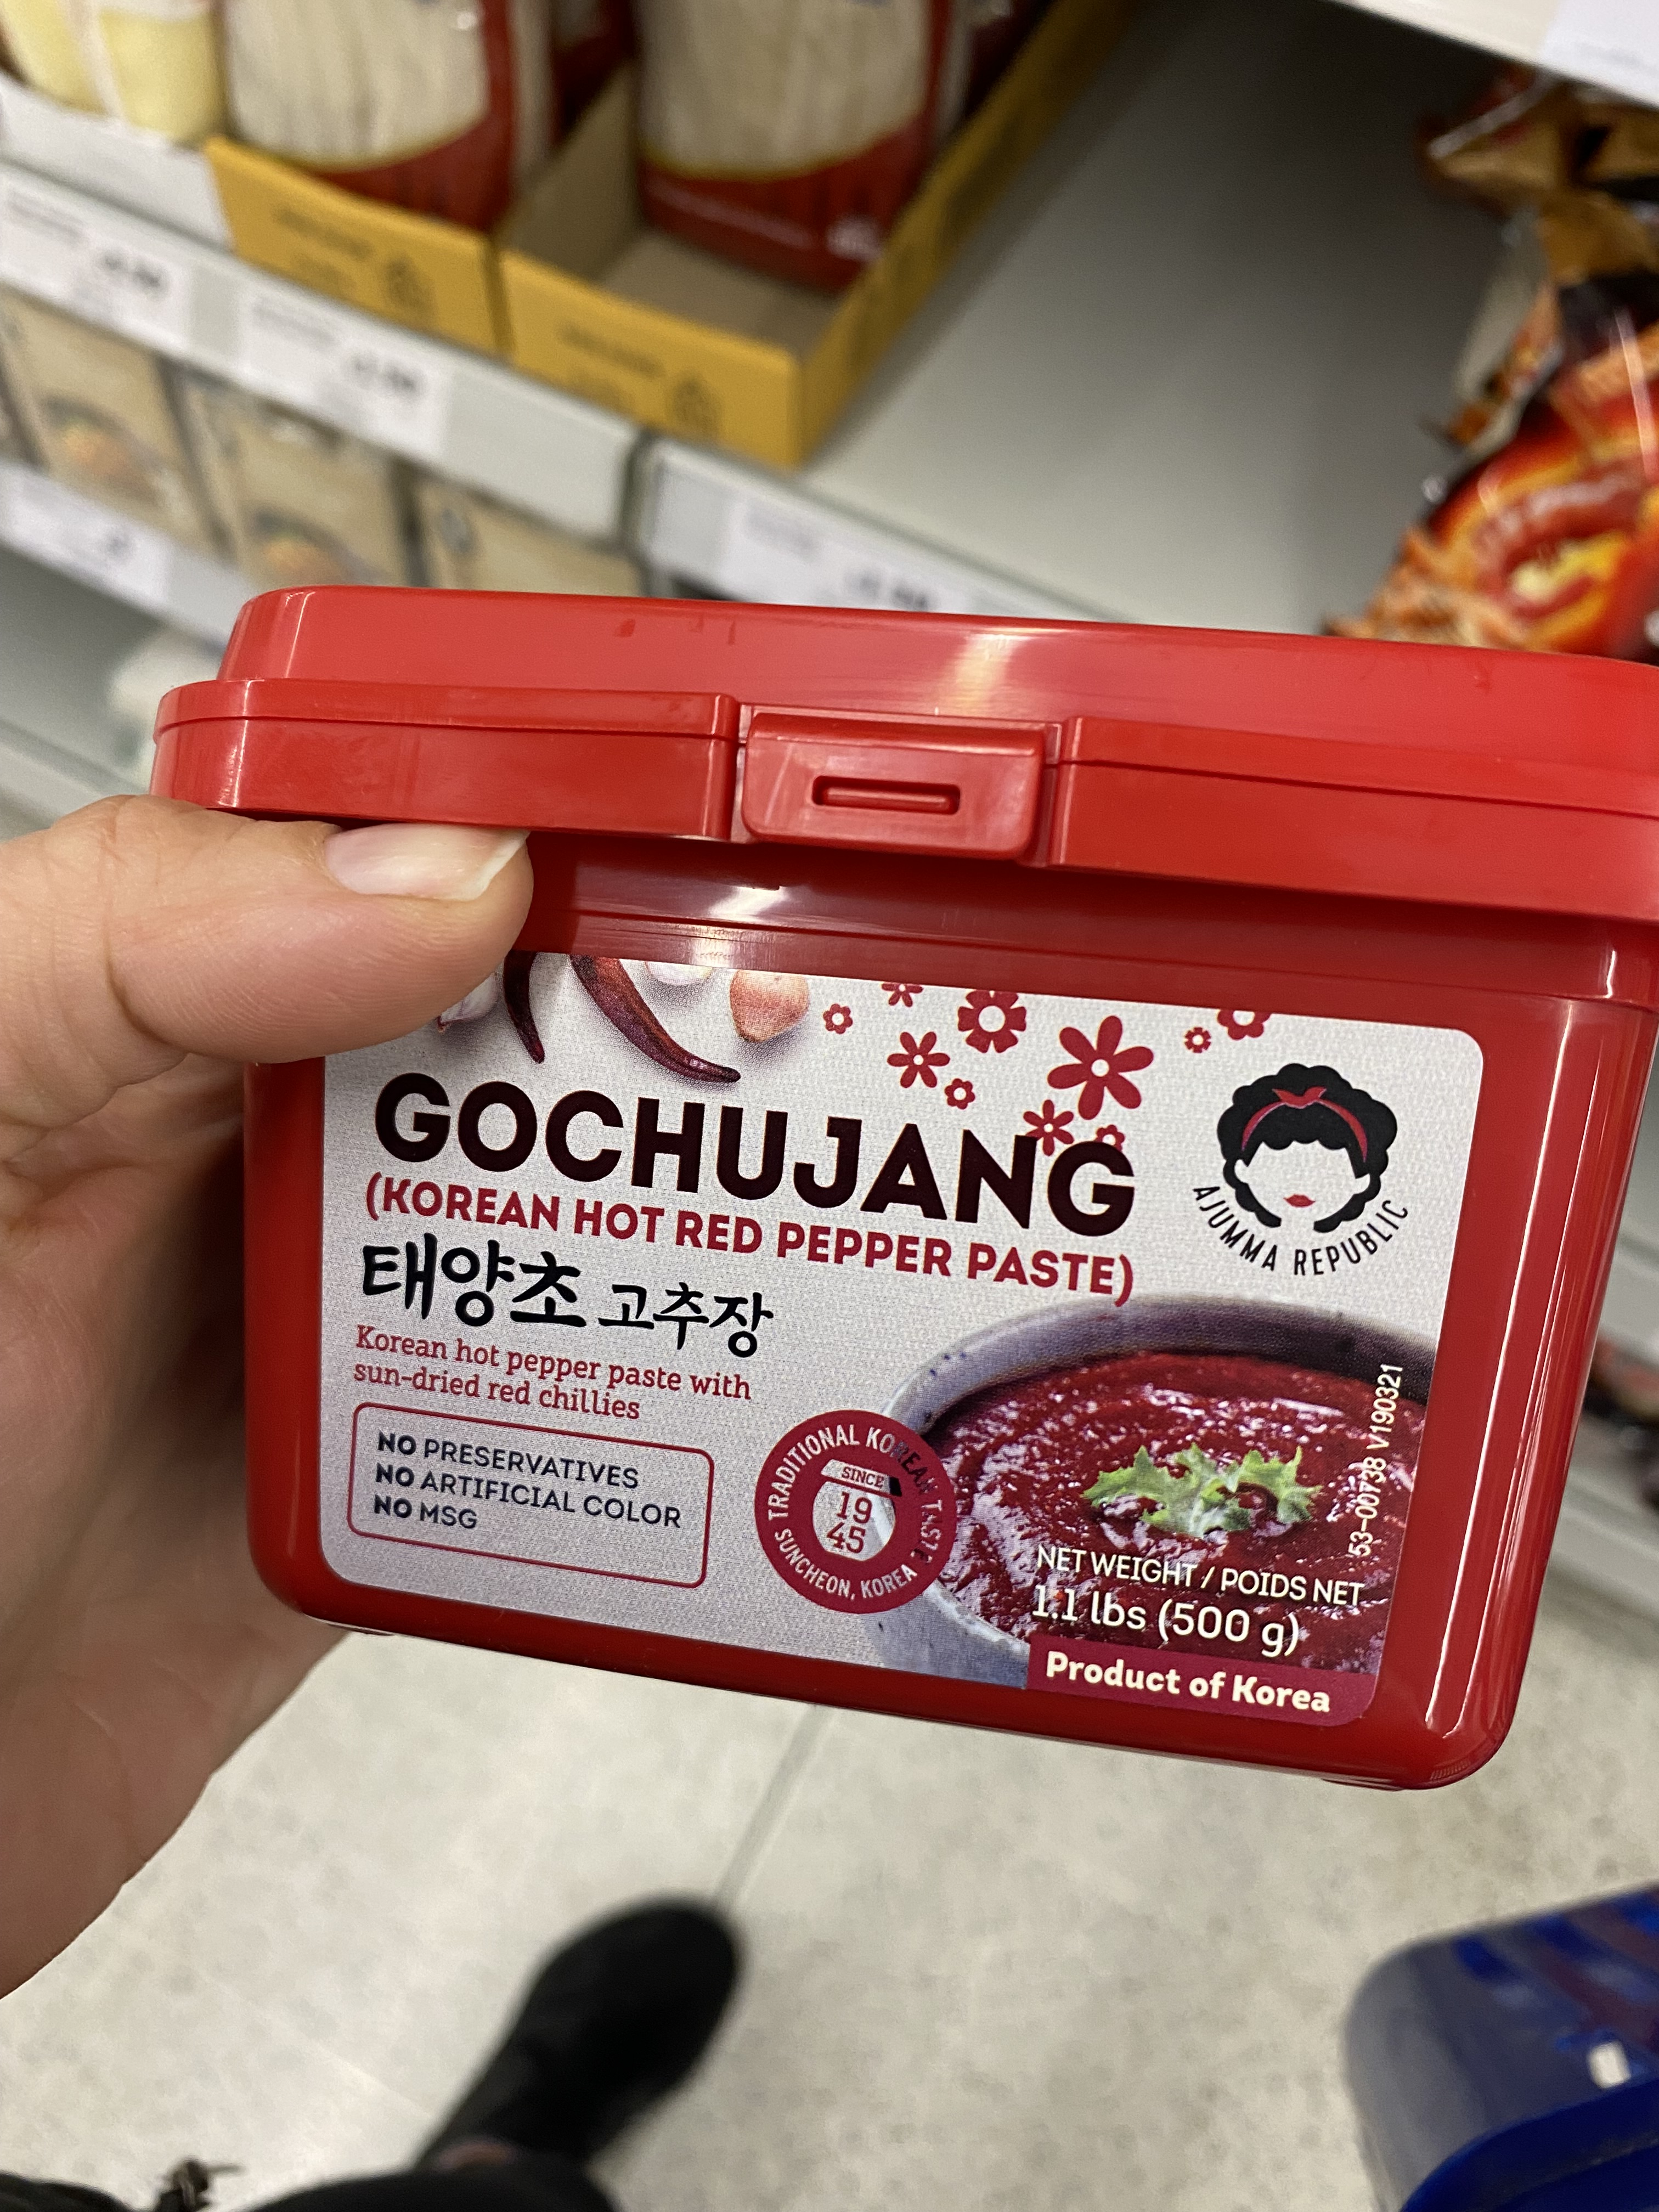 GOCHUJANG
(KOREAN HOT RED PEPPER PASTE)
태양초 고추장
Korean hot pepper paste with
sun-dried red chillies
NO PRESERVATIVES
NO ARTIFICIAL COLOR
NO MSG
AJUMMA REPUBLIC
TRADITIONAL KOREAN TASTE
SINCE
19
45
SUNCHEON, KOREA
53-00738 V190321
NET WEIGHT / POIDS NET
1.1 lbs (500 g)
Product of Korea